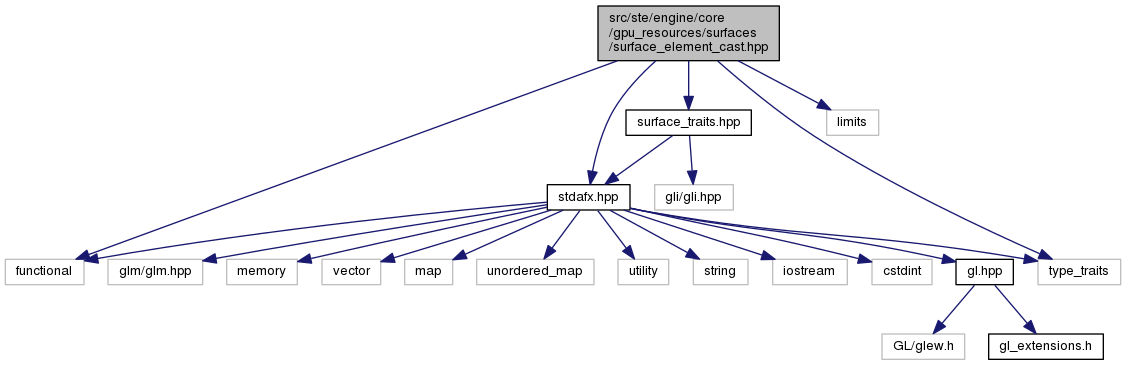 src/ste/engine/core
/gpu_resources/surfaces
/surface_element_cast.hpp
surface_traits.hpp
limits
stdafx.hpp
gli/gli.hpp
functional
glm/glm.hpp
memory
vector
map
unordered_map
utility
string
iostream
cstdint
gl.hpp
type_traits
GL/glew.h
gl_extensions.h